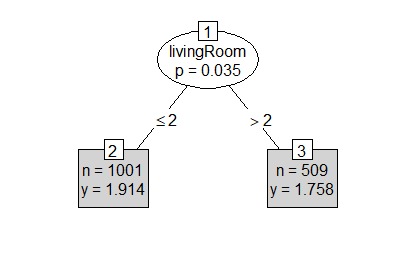 1
livingRoom
p = 0.035
≤ 2
> 2
2
n = 1001
y = 1.914
3
n = 509
y = 1.758